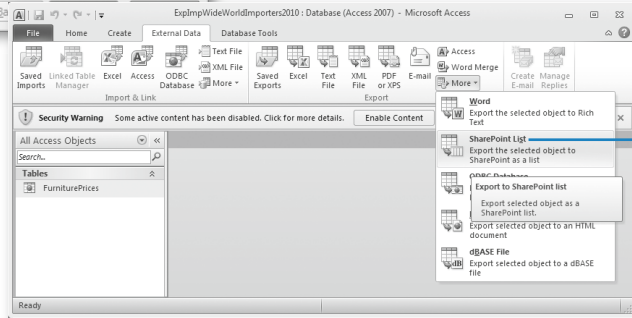 ExpImpWideWorldImporters2010 : Database (Access 2007) - Microsoft Access
File Home Create External Data Database Tools
Saved Imports
Linked Table Manager
Excel
Access
ODBC Database
Text File
XML File
More
Import & Link
Saved Exports
Excel
Text File
XML File
PDF or XPS
E-mail
Access
Word Merge
More
Export
Create E-mail
Manage Replies
Security Warning Some active content has been disabled. Click for more details. Enable Content
All Access Objects
Search...
Tables
FurniturePrices
Word
Export the selected object to Rich
Text
SharePoint List
Export the selected object to
SharePoint as a list
ODBC Database
Export to SharePoint list
Export selected object as a
SharePoint list.
Export selected object to an HTML
document
dBASE File
Export selected object to a dBASE
file
Ready